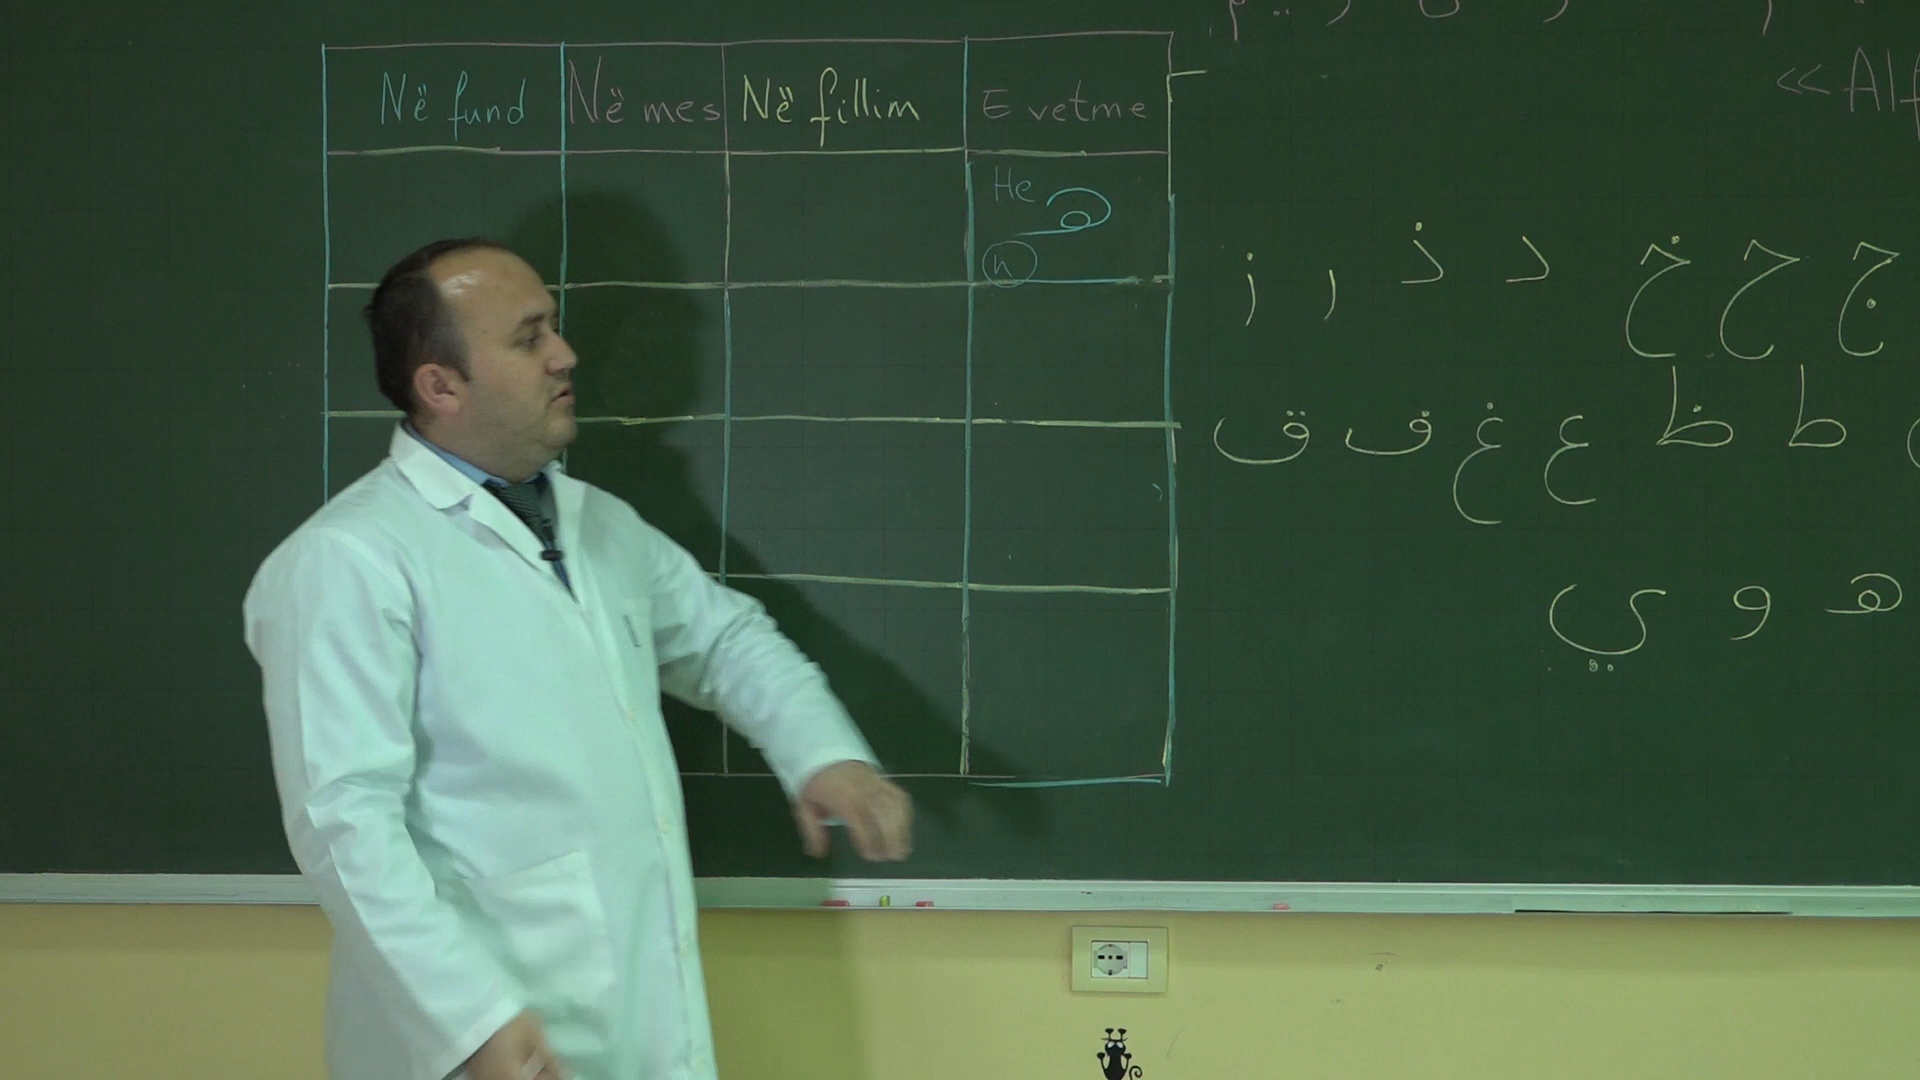 Në fund Në mes Në fillim E vetme
He ه
h
« Alf
ج ح خ د ذ ر ز
ط ظ ع غ ف ق
ه و ي